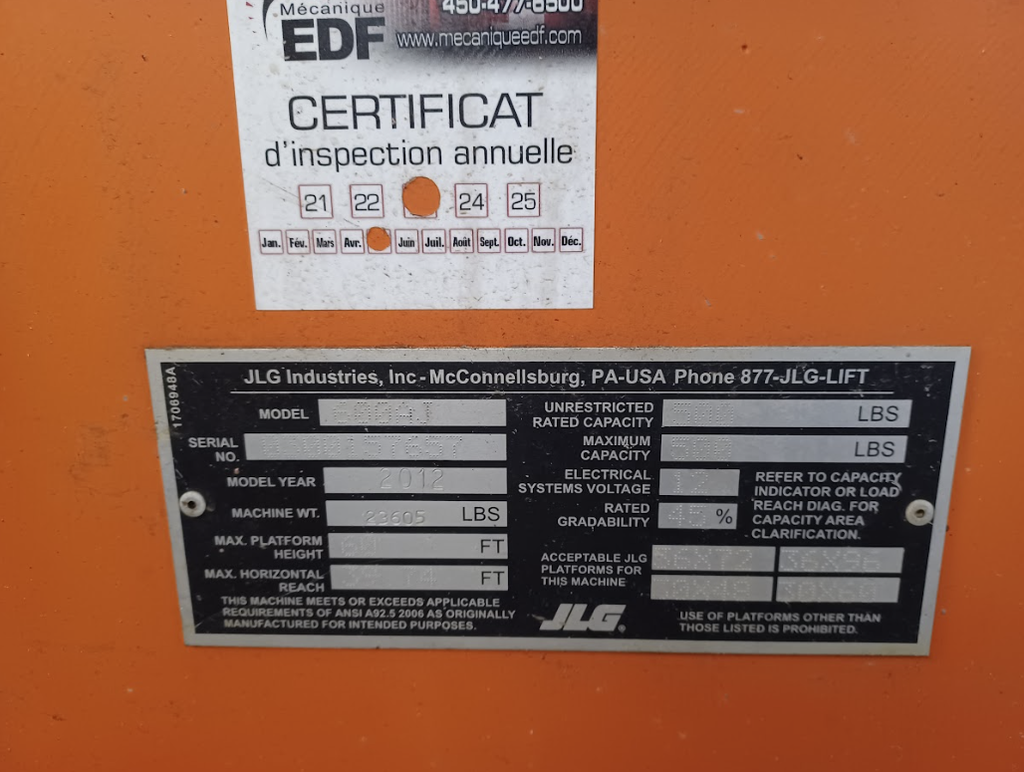 Mécanique
450-477-6500
EDF www.mecaniqueedf.com
CERTIFICAT
d'inspection annuelle
21 22 24 25
Jan. Fév. Mars Avr. Juin Juil. Août Sept. Oct. Nov. Déc.
1706948A
JLG Industries, Inc - McConnellsburg, PA-USA Phone 877-JLG-LIFT
MODEL
SERIAL
NO.
MODEL YEAR 2012
MACHINE WT. 23605 LBS
MAX. PLATFORM
HEIGHT FT
MAX. HORIZONTAL
REACH FT
THIS MACHINE MEETS OR EXCEEDS APPLICABLE
REQUIREMENTS OF ANSI A92.5 2006 AS ORIGINALLY
MANUFACTURED FOR INTENDED PURPOSES.
UNRESTRICTED
RATED CAPACITY LBS
MAXIMUM
CAPACITY LBS
ELECTRICAL
SYSTEMS VOLTAGE 12
RATED
GRADABILITY 45 %
REFER TO CAPACITY
INDICATOR OR LOAD
REACH DIAG. FOR
CAPACITY AREA
CLARIFICATION.
ACCEPTABLE JLG
PLATFORMS FOR
THIS MACHINE
36X72 36X96
30X60
JLG
USE OF PLATFORMS OTHER THAN
THOSE LISTED IS PROHIBITED.